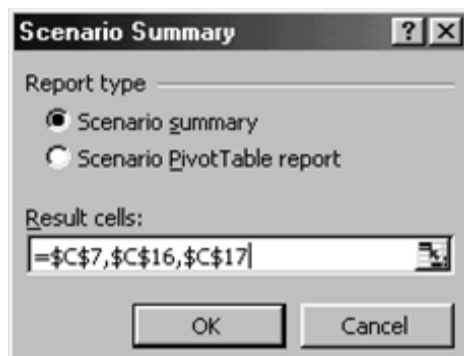 Scenario Summary
Report type
Scenario summary
Scenario PivotTable report
Result cells:
=$C$7,$C$16,$C$17
OK Cancel